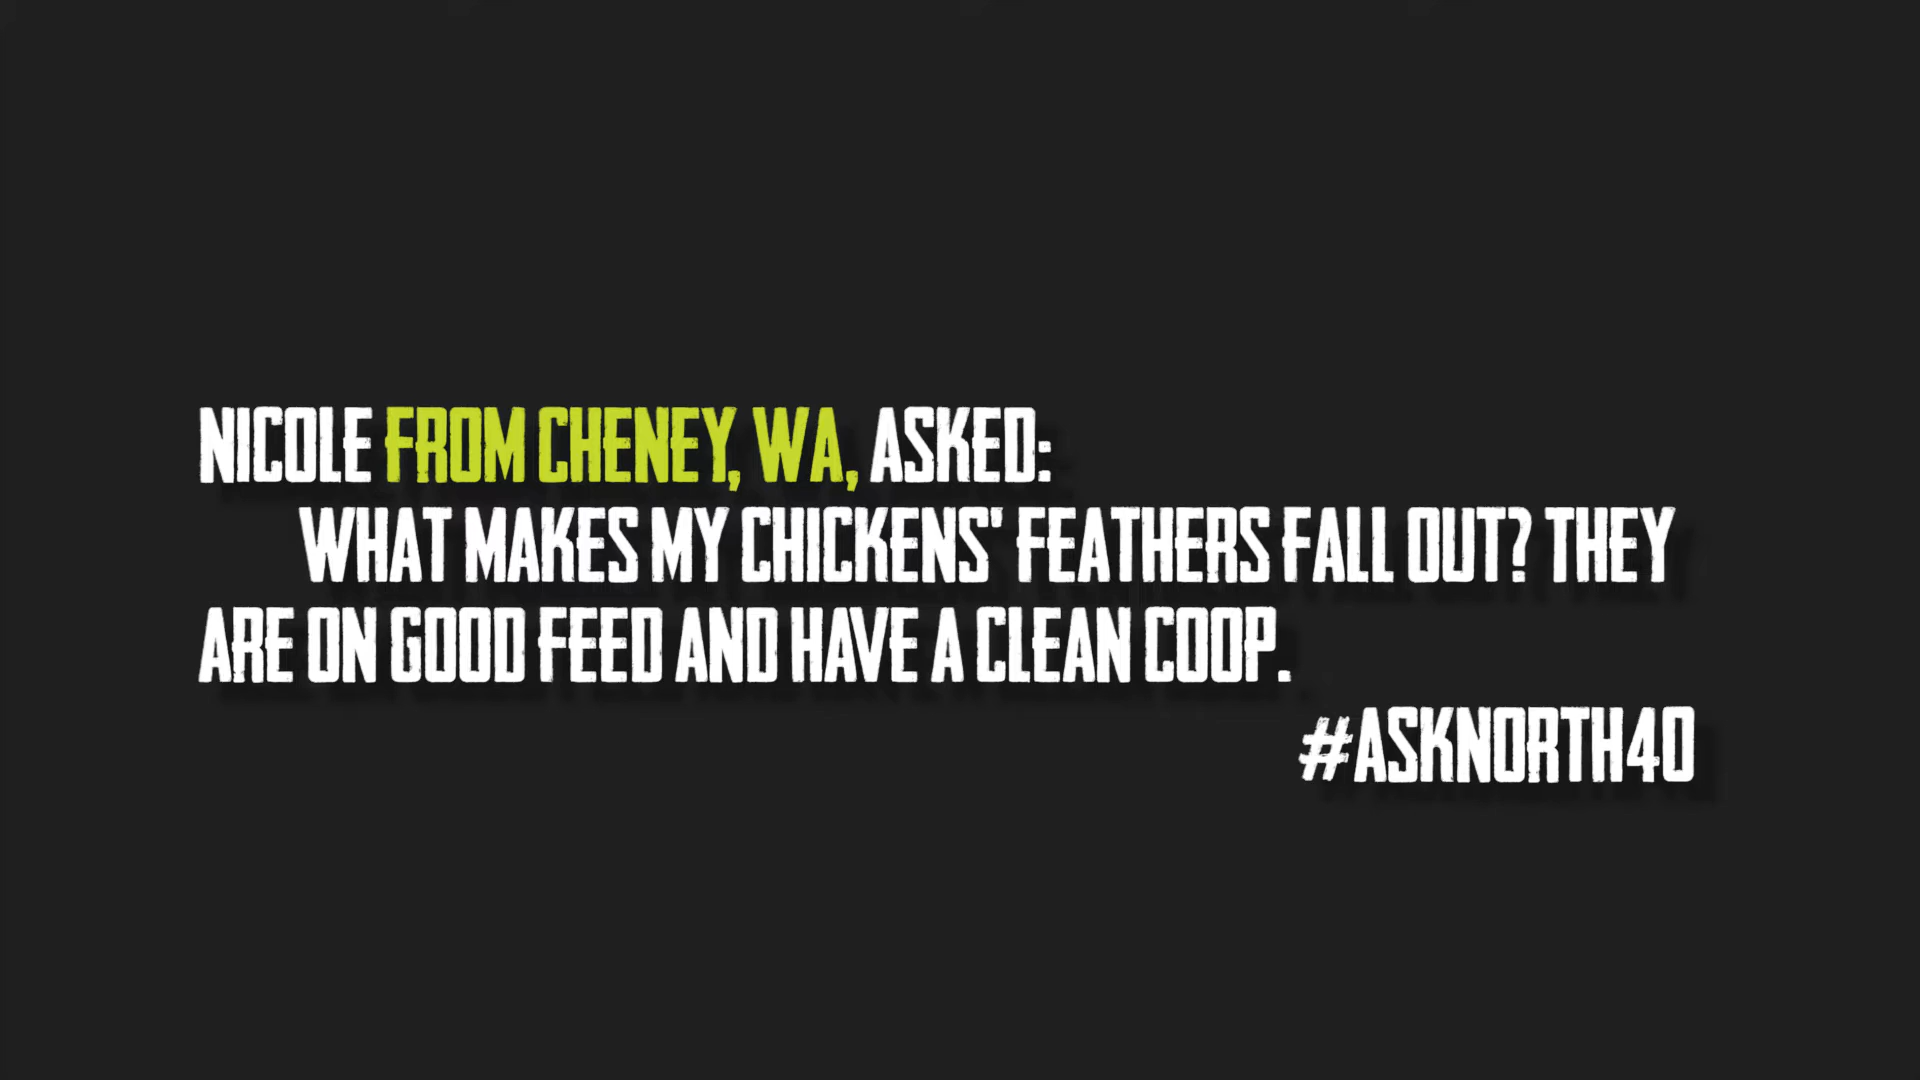 NICOLE FROM CHENEY, WA, ASKED:
WHAT MAKES MY CHICKENS' FEATHERS FALL OUT? THEY
ARE ON GOOD FEED AND HAVE A CLEAN COOP.
#ASKNORTH40